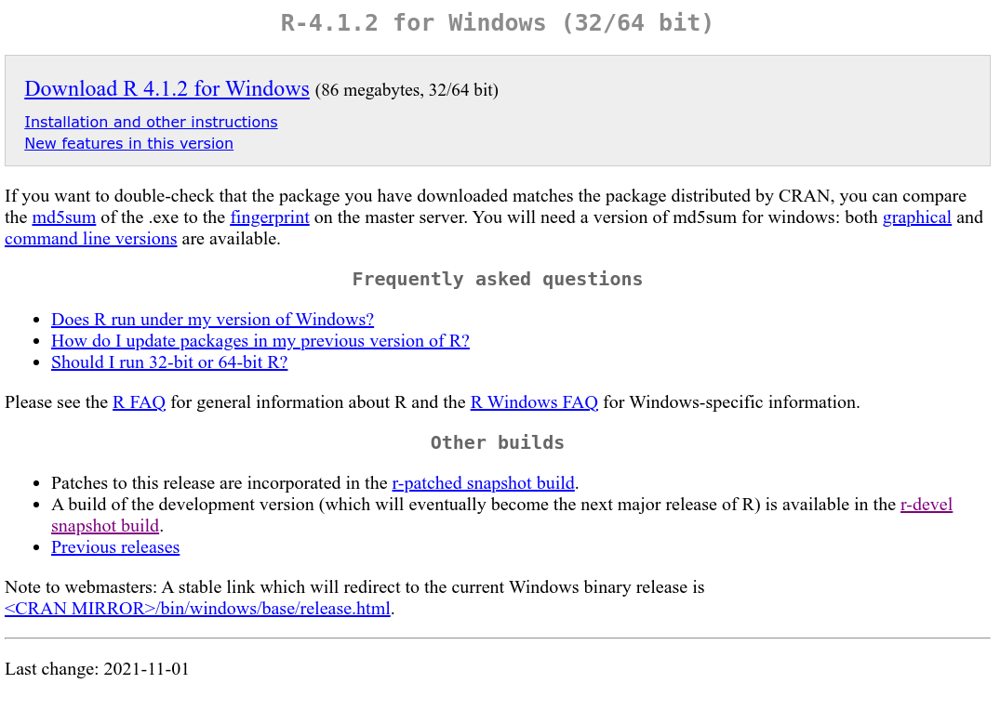 R-4.1.2 for Windows (32/64 bit)
Download R 4.1.2 for Windows (86 megabytes, 32/64 bit)
Installation and other instructions
New features in this version
If you want to double-check that the package you have downloaded matches the package distributed by CRAN, you can compare
the md5sum of the .exe to the fingerprint on the master server. You will need a version of md5sum for windows: both graphical and
command line versions are available.
Frequently asked questions
• Does R run under my version of Windows?
• How do I update packages in my previous version of R?
• Should I run 32-bit or 64-bit R?
Please see the R FAQ for general information about R and the R Windows FAQ for Windows-specific information.
Other builds
• Patches to this release are incorporated in the r-patched snapshot build.
• A build of the development version (which will eventually become the next major release of R) is available in the r-devel
snapshot build.
• Previous releases
Note to webmasters: A stable link which will redirect to the current Windows binary release is
<CRAN MIRROR>/bin/windows/base/release.html.
Last change: 2021-11-01